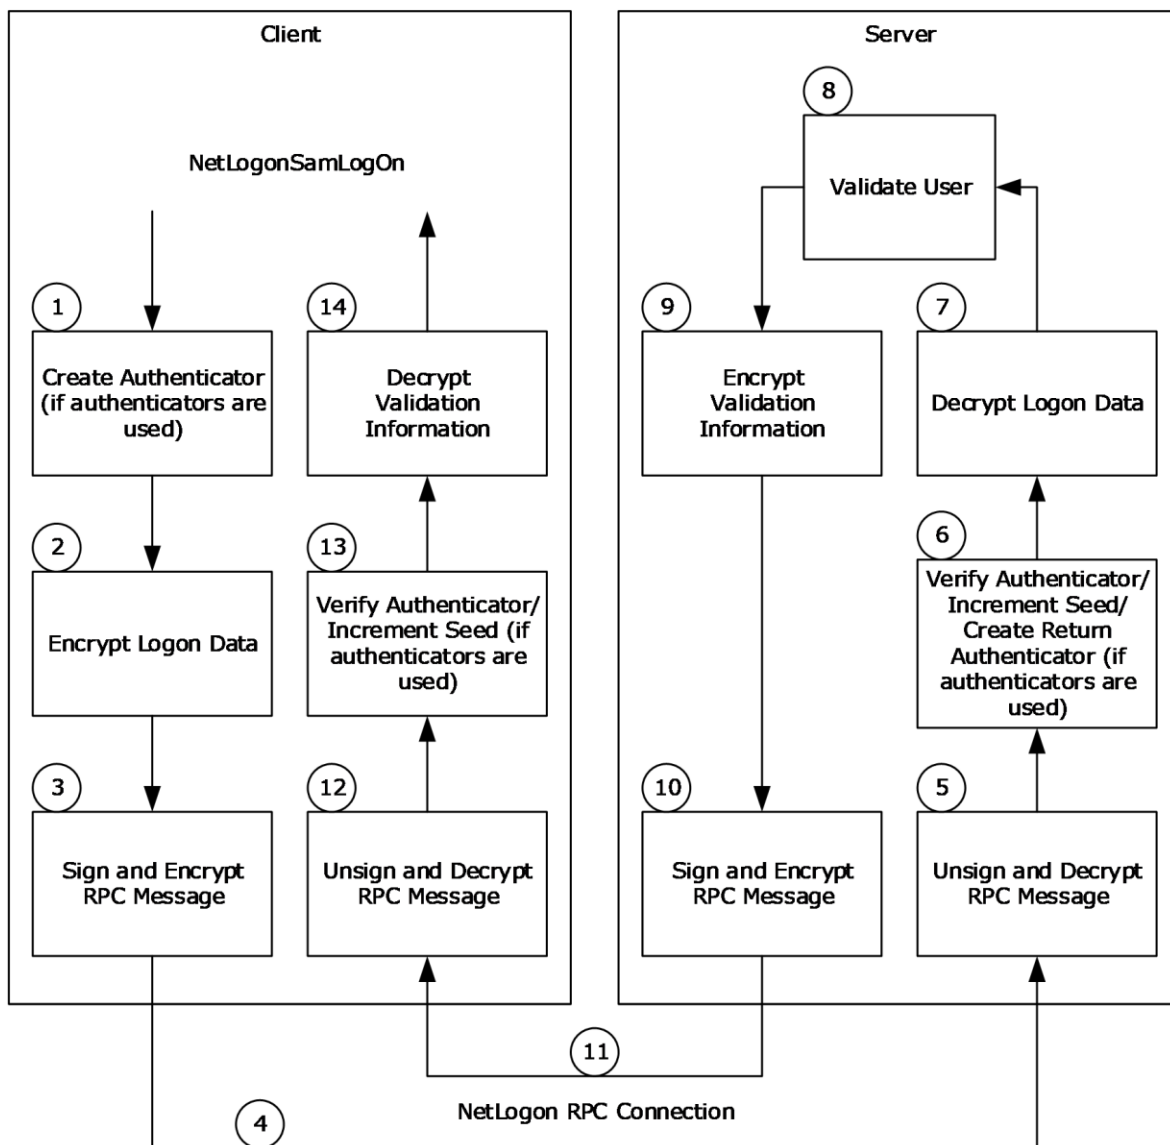 Client
NetLogonSamLogOn
1
Create Authenticator
(if authenticators are
used)
2
Encrypt Logon Data
3
Sign and Encrypt
RPC Message
14
Decrypt
Validation
Information
13
Verify Authenticator/
Increment Seed (if
authenticators are
used)
12
Unsign and Decrypt
RPC Message
Server
8
Validate User
9
Encrypt
Validation
Information
10
Sign and Encrypt
RPC Message
7
Decrypt Logon Data
6
Verify Authenticator/
Increment Seed/
Create Return
Authenticator (if
authenticators are
used)
5
Unsign and Decrypt
RPC Message
11
NetLogon RPC Connection
4